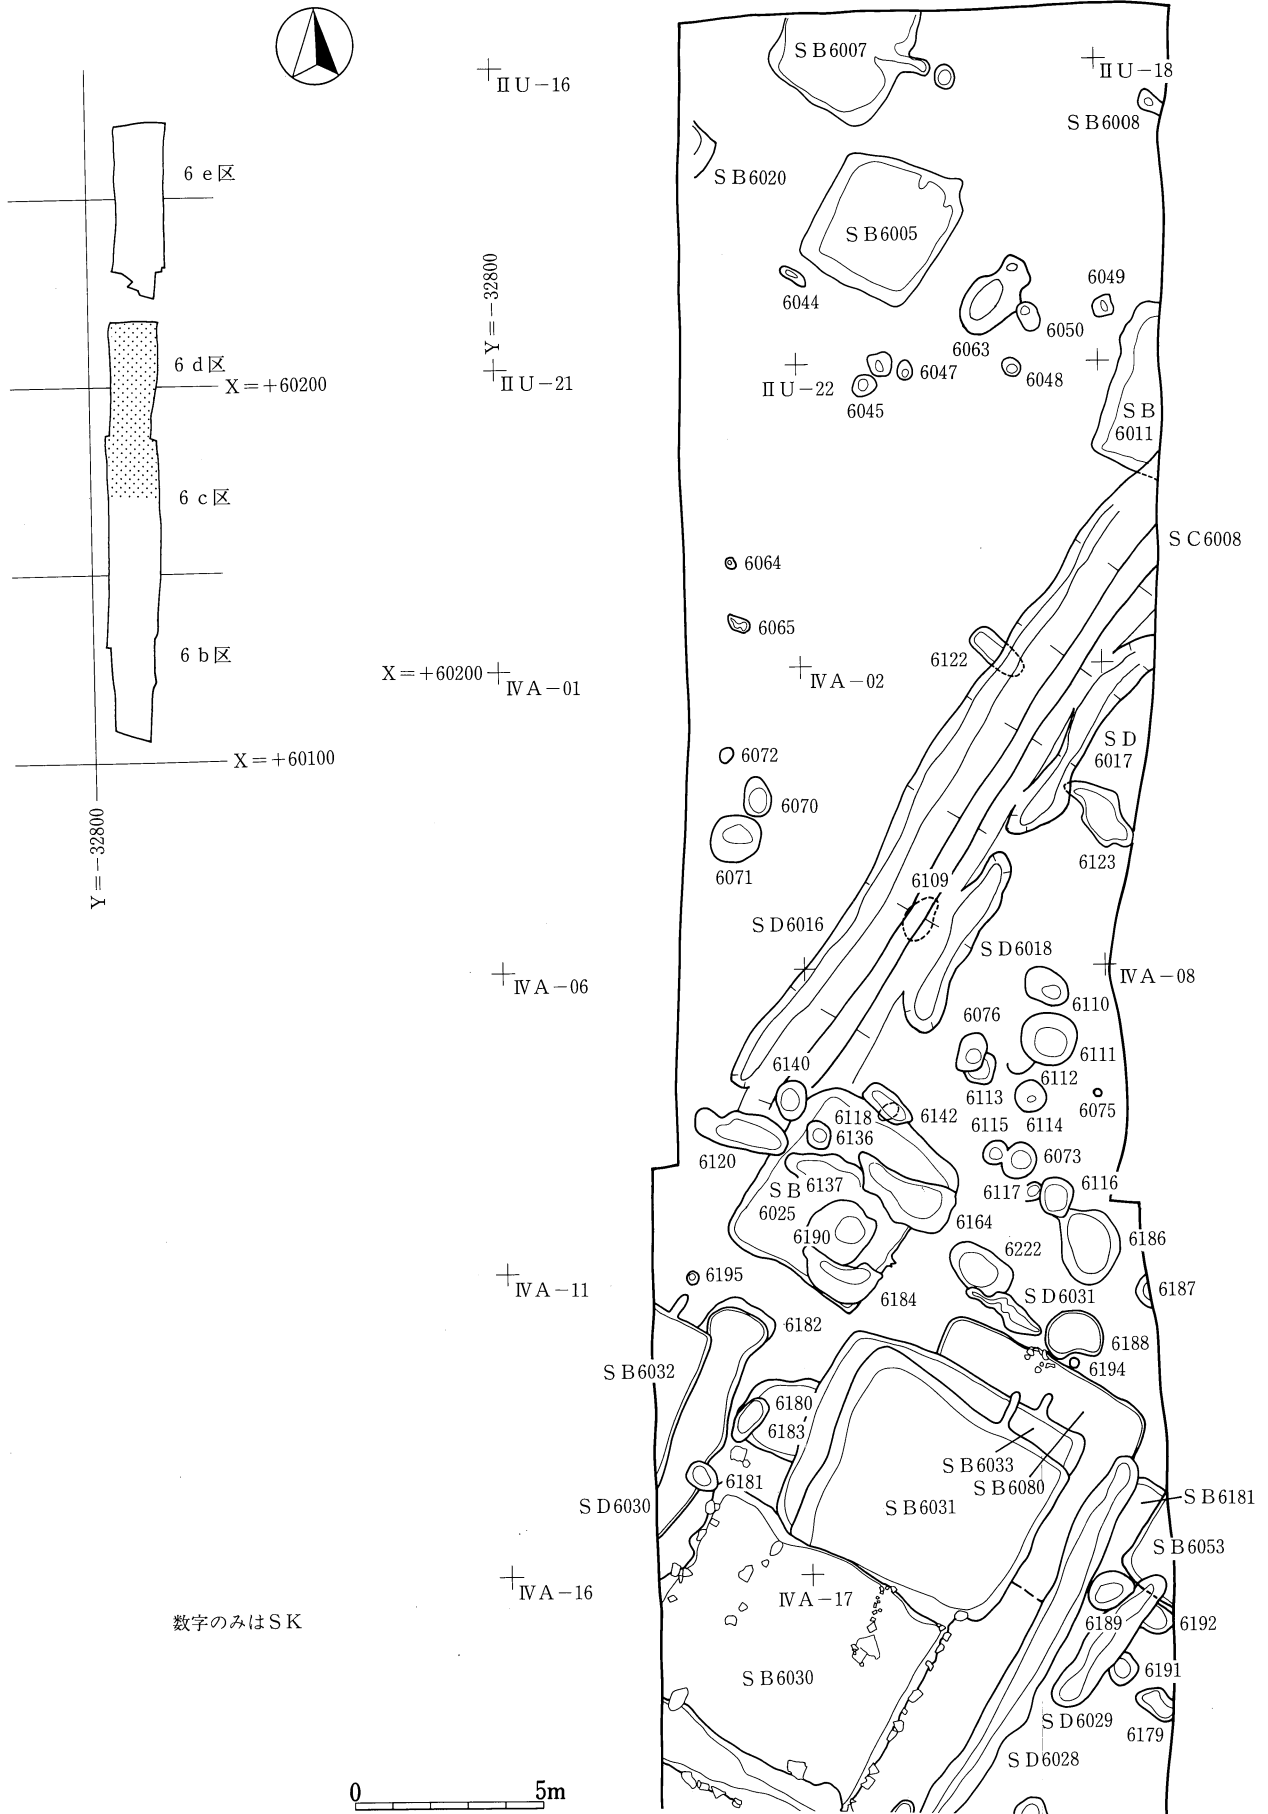 6e区
6d区
X=+60200
6c区
6b区
X=+60100
Y=-32800
ⅡU-16
Y=-32800
ⅡU-21
X=+60200
ⅣA-01
ⅣA-06
ⅣA-11
ⅣA-16
数字のみはSK
0
5m
SB6007
ⅡU-18
SB6008
SB6020
SB6005
6044
6049
6050
6063
6047
6048
ⅡU-22
6045
SB
6011
SC6008
6064
6065
6122
ⅣA-02
SD
6017
6072
6070
6071
6123
6109
SD6016
SD6018
ⅣA-08
6110
6076
6111
6112
6140
6113
6075
6118
6142
6115
6114
6136
6120
6073
6137
SB
6025
6117
6116
6164
6190
6222
6186
6195
6184
SD6031
6187
6182
6188
6194
SB6032
6180
6183
SB6033
SB6080
6181
SD6030
SB6031
SB6181
SB6053
ⅣA-17
6189
6192
SB6030
6191
SD6029
6179
SD6028